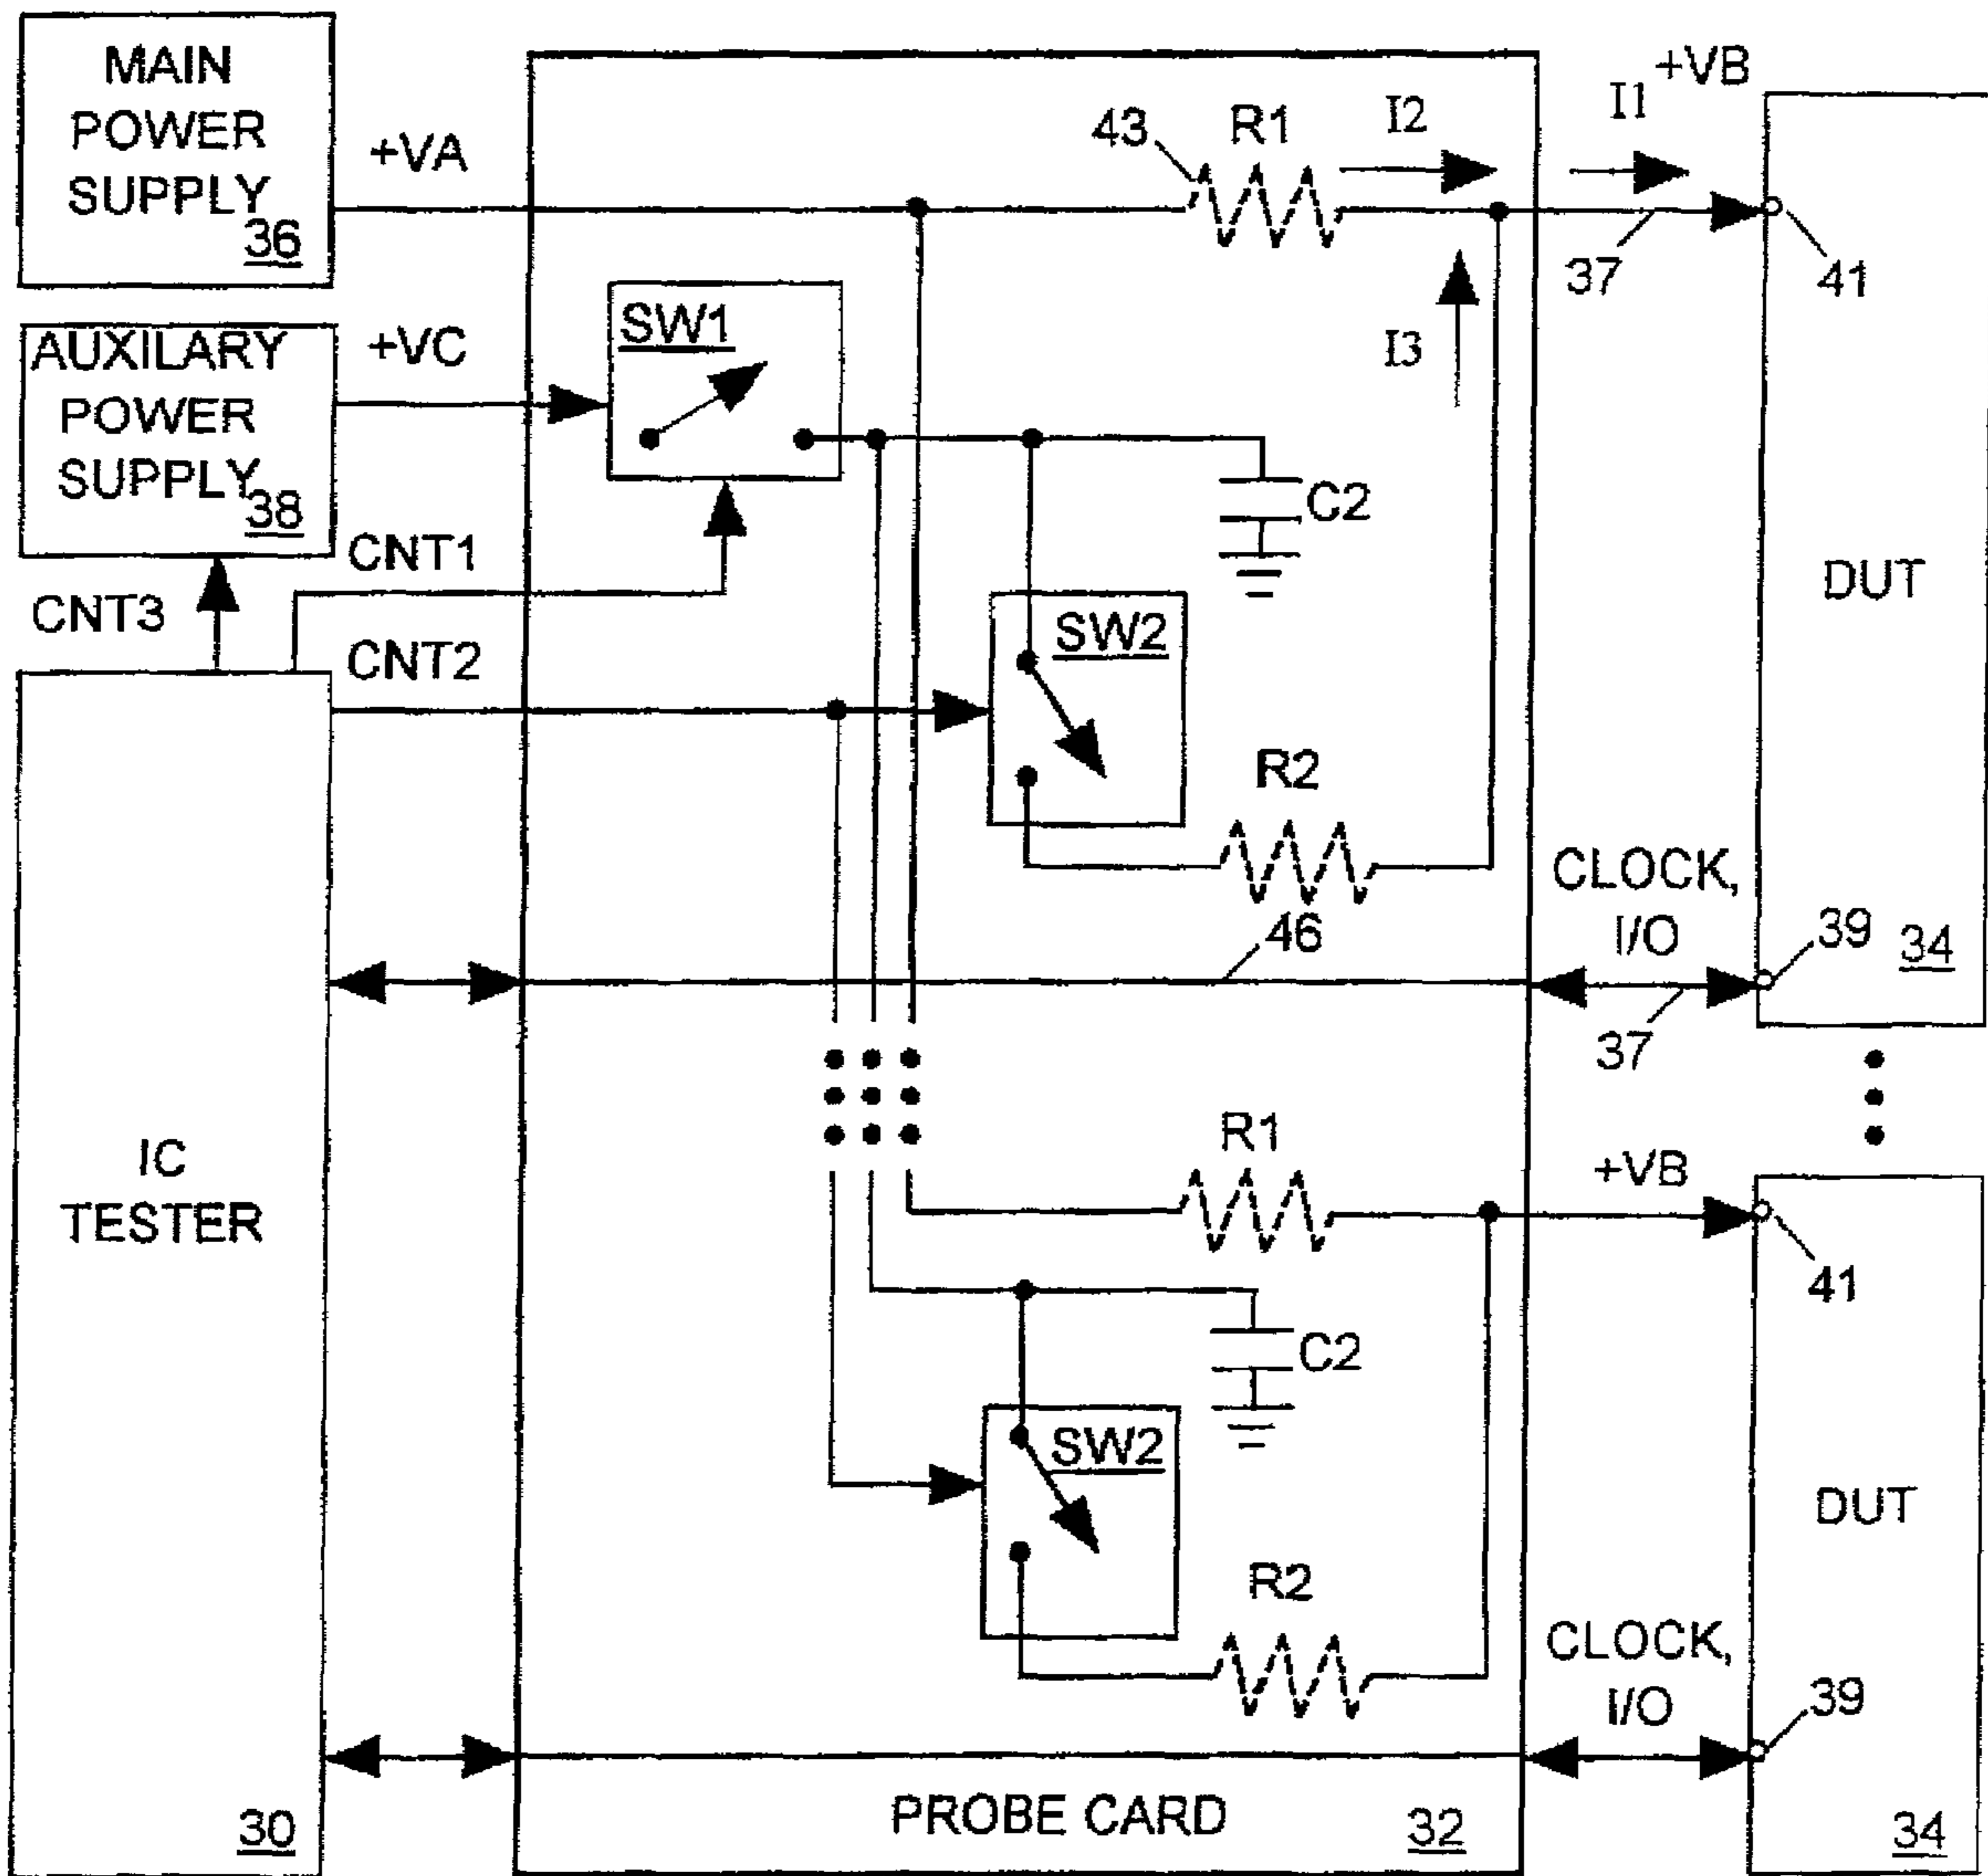 MAIN
POWER
SUPPLY
36
+VA
43
R1
I2
I1
+VB
37
41
AUXILARY
POWER
SUPPLY
38
+VC
SW1
I3
C2
CNT1
CNT3
CNT2
SW2
R2
DUT
CLOCK,
I/O
46
39
34
37
IC
TESTER
R1
+VB
41
C2
SW2
DUT
R2
CLOCK,
I/O
39
PROBE CARD
30
32
34